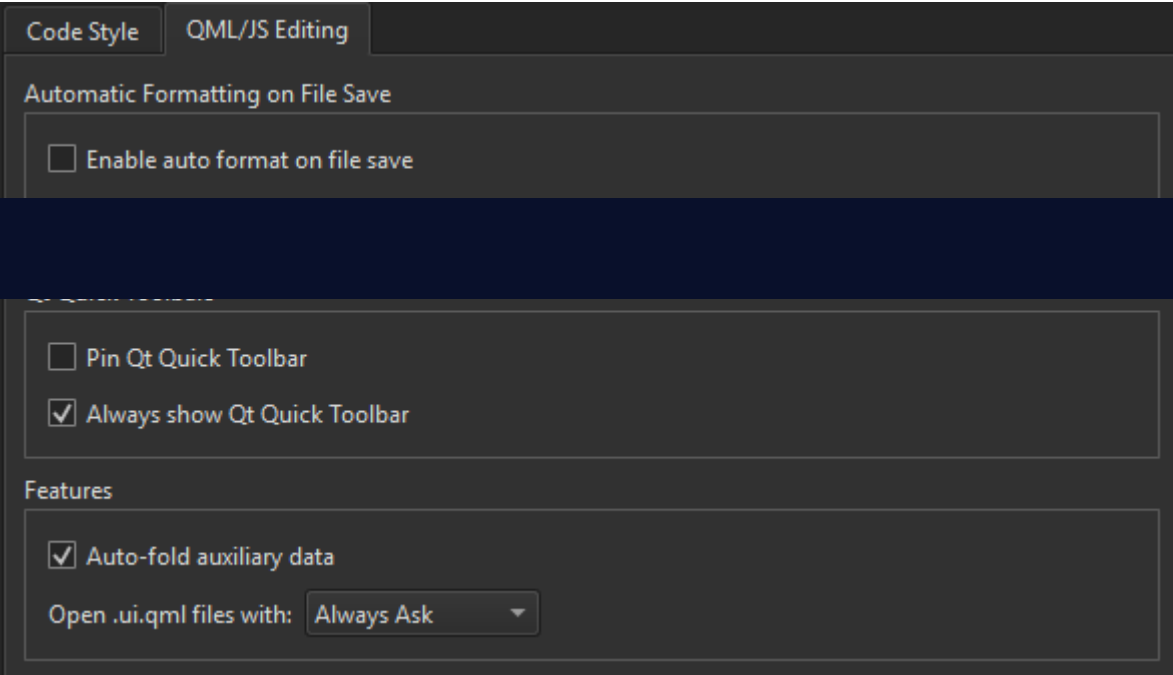 Code Style
QML/JS Editing
Automatic Formatting on File Save
Enable auto format on file save
Pin Qt Quick Toolbar
Always show Qt Quick Toolbar
Features
Auto-fold auxiliary data
Open .ui.qml files with: Always Ask